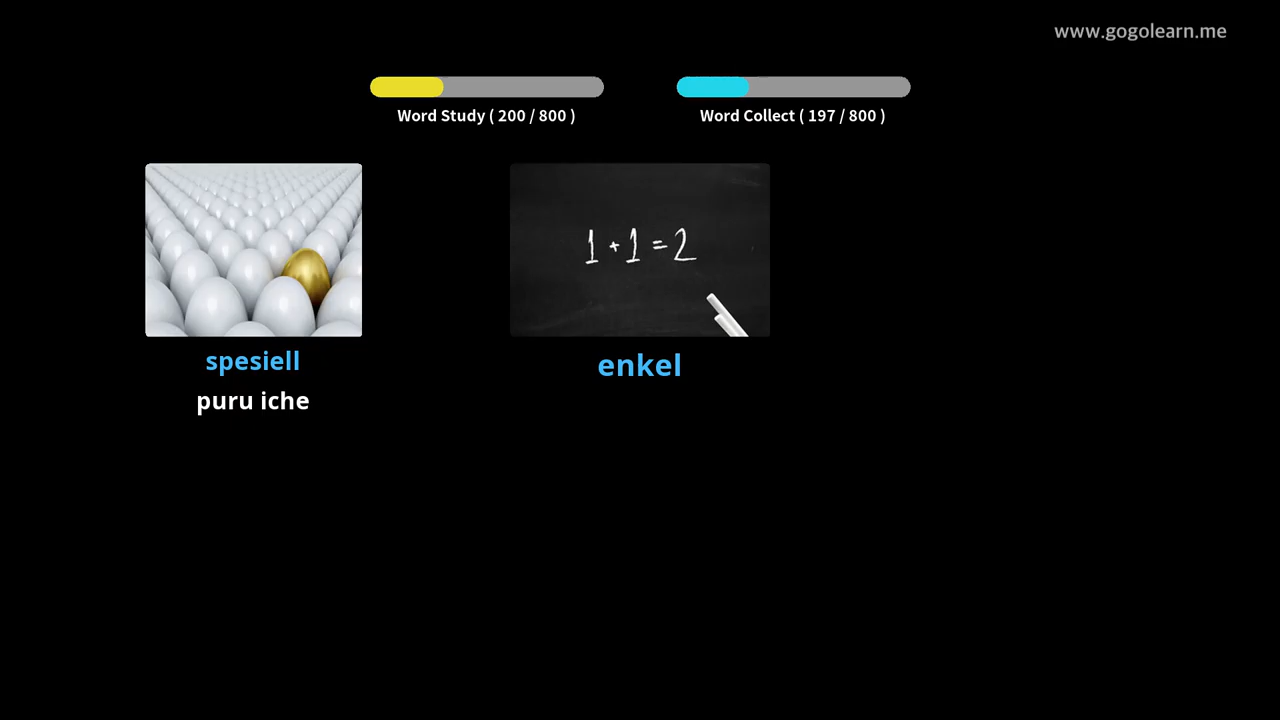 www.gogolearn.me
Word Study ( 200 / 800 )
Word Collect ( 197 / 800 )
1 + 1 = 2
spesiell
enkel
puru iche